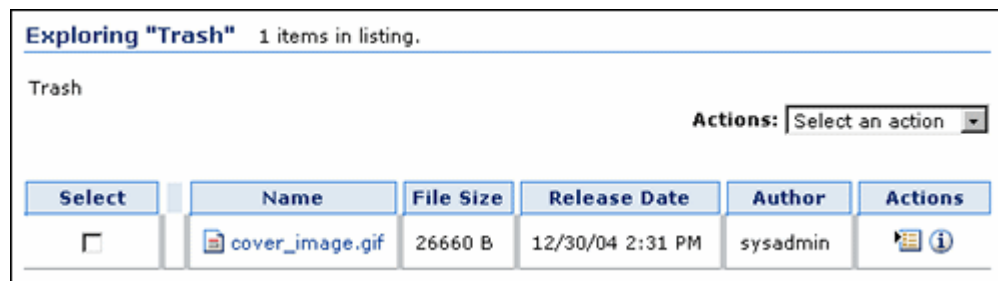 Exploring "Trash" 1 items in listing.
Trash
Actions: Select an action
Select Name File Size Release Date Author Actions
cover_image.gif 26660 B 12/30/04 2:31 PM sysadmin